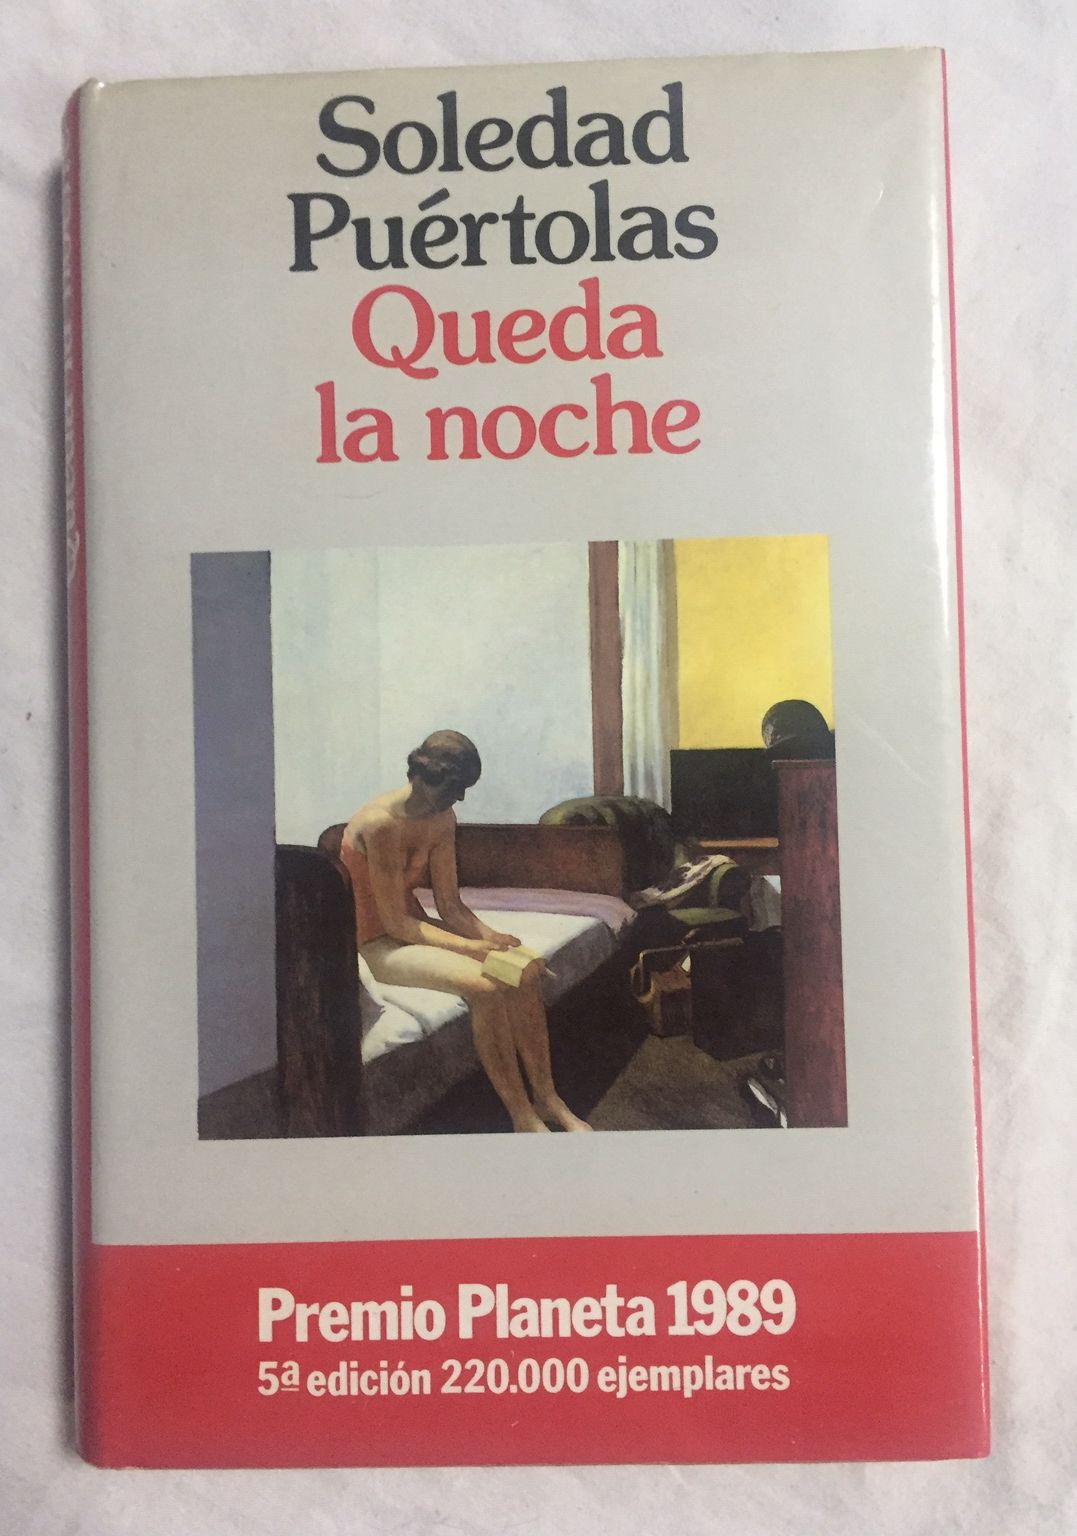 Soledad
Puértolas
Queda
la noche
Premio Planeta 1989
5ª edición 220.000 ejemplares